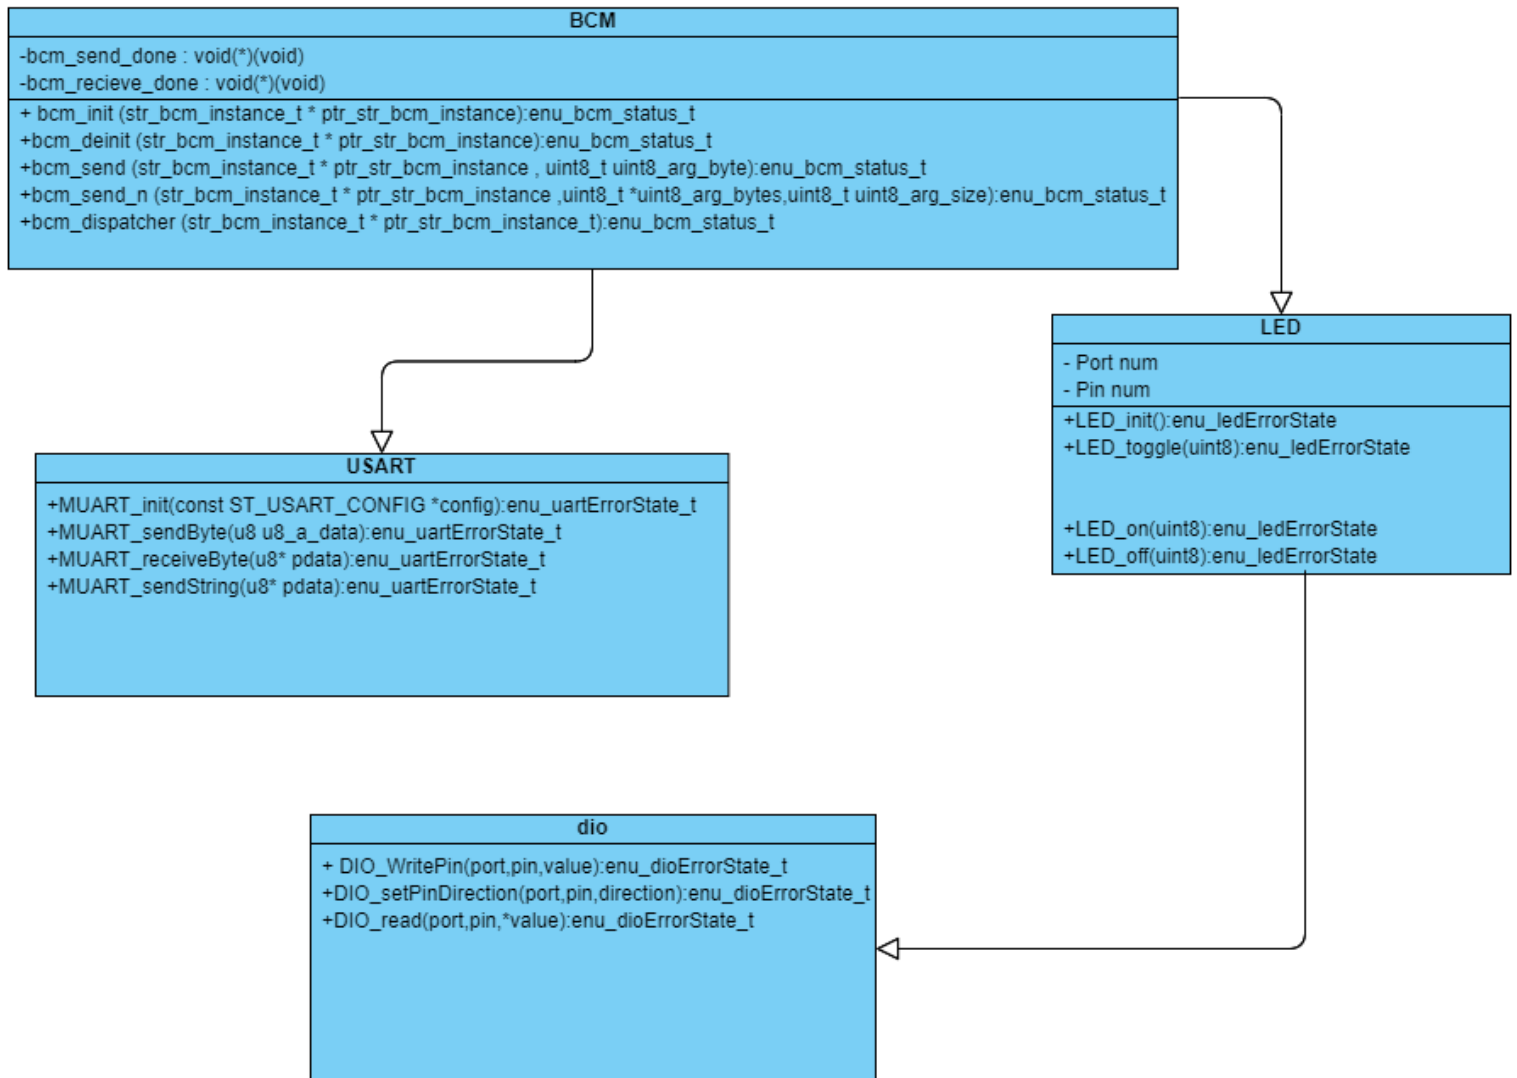 BCM
-bcm_send_done : void(*)(void)
-bcm_recieve_done : void(*)(void)
+ bcm_init (str_bcm_instance_t * ptr_str_bcm_instance):enu_bcm_status_t
+bcm_deinit (str_bcm_instance_t * ptr_str_bcm_instance):enu_bcm_status_t
+bcm_send (str_bcm_instance_t * ptr_str_bcm_instance , uint8_t uint8_arg_byte):enu_bcm_status_t
+bcm_send_n (str_bcm_instance_t * ptr_str_bcm_instance ,uint8_t *uint8_arg_bytes,uint8_t uint8_arg_size):enu_bcm_status_t
+bcm_dispatcher (str_bcm_instance_t * ptr_str_bcm_instance_t):enu_bcm_status_t
LED
- Port num
- Pin num
+LED_init():enu_ledErrorState
+LED_toggle(uint8):enu_ledErrorState
+LED_on(uint8):enu_ledErrorState
+LED_off(uint8):enu_ledErrorState
USART
+MUART_init(const ST_USART_CONFIG *config):enu_uartErrorState_t
+MUART_sendByte(u8 u8_a_data):enu_uartErrorState_t
+MUART_receiveByte(u8* pdata):enu_uartErrorState_t
+MUART_sendString(u8* pdata):enu_uartErrorState_t
dio
+ DIO_WritePin(port,pin,value):enu_dioErrorState_t
+DIO_setPinDirection(port,pin,direction):enu_dioErrorState_t
+DIO_read(port,pin,*value):enu_dioErrorState_t